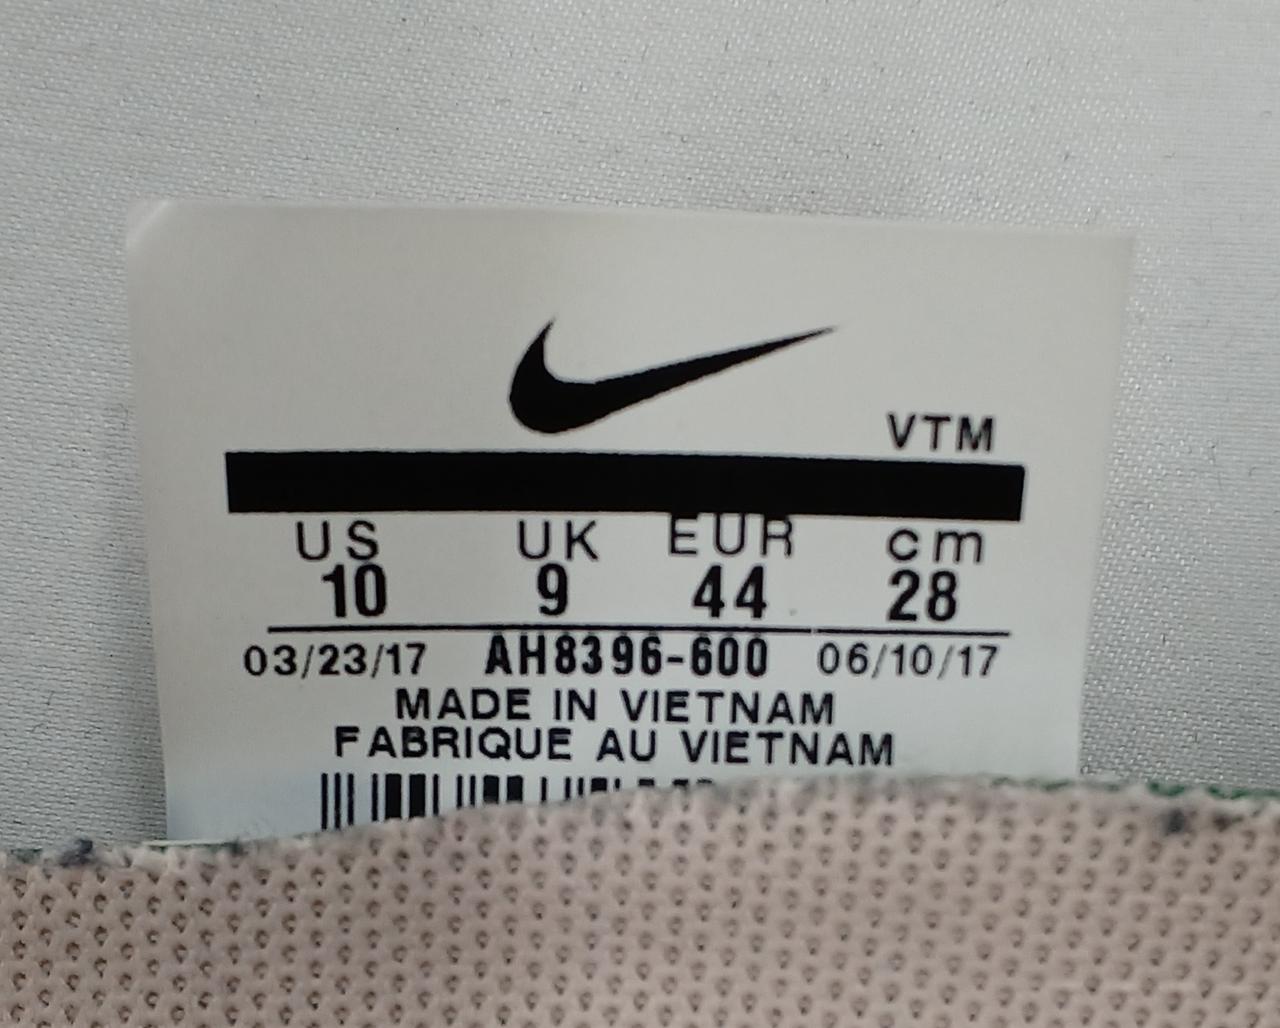 VTM
US UK EUR cm
10 9 44 28
03/23/17 AH8396-600 06/10/17
MADE IN VIETNAM
FABRIQUE AU VIETNAM